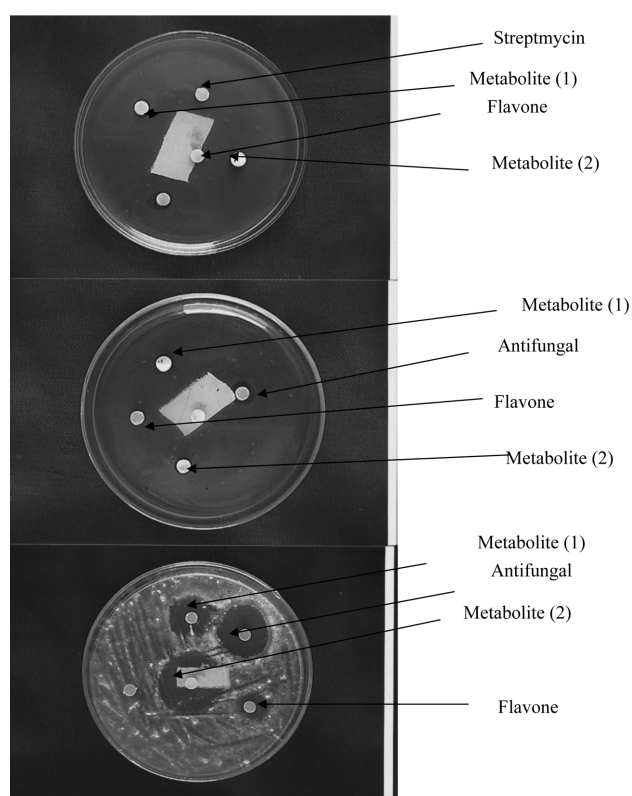 Streptmycin
Metabolite (1)
Flavone
Metabolite (2)
Metabolite (1)
Antifungal
Flavone
Metabolite (2)
Metabolite (1)
Antifungal
Metabolite (2)
Flavone